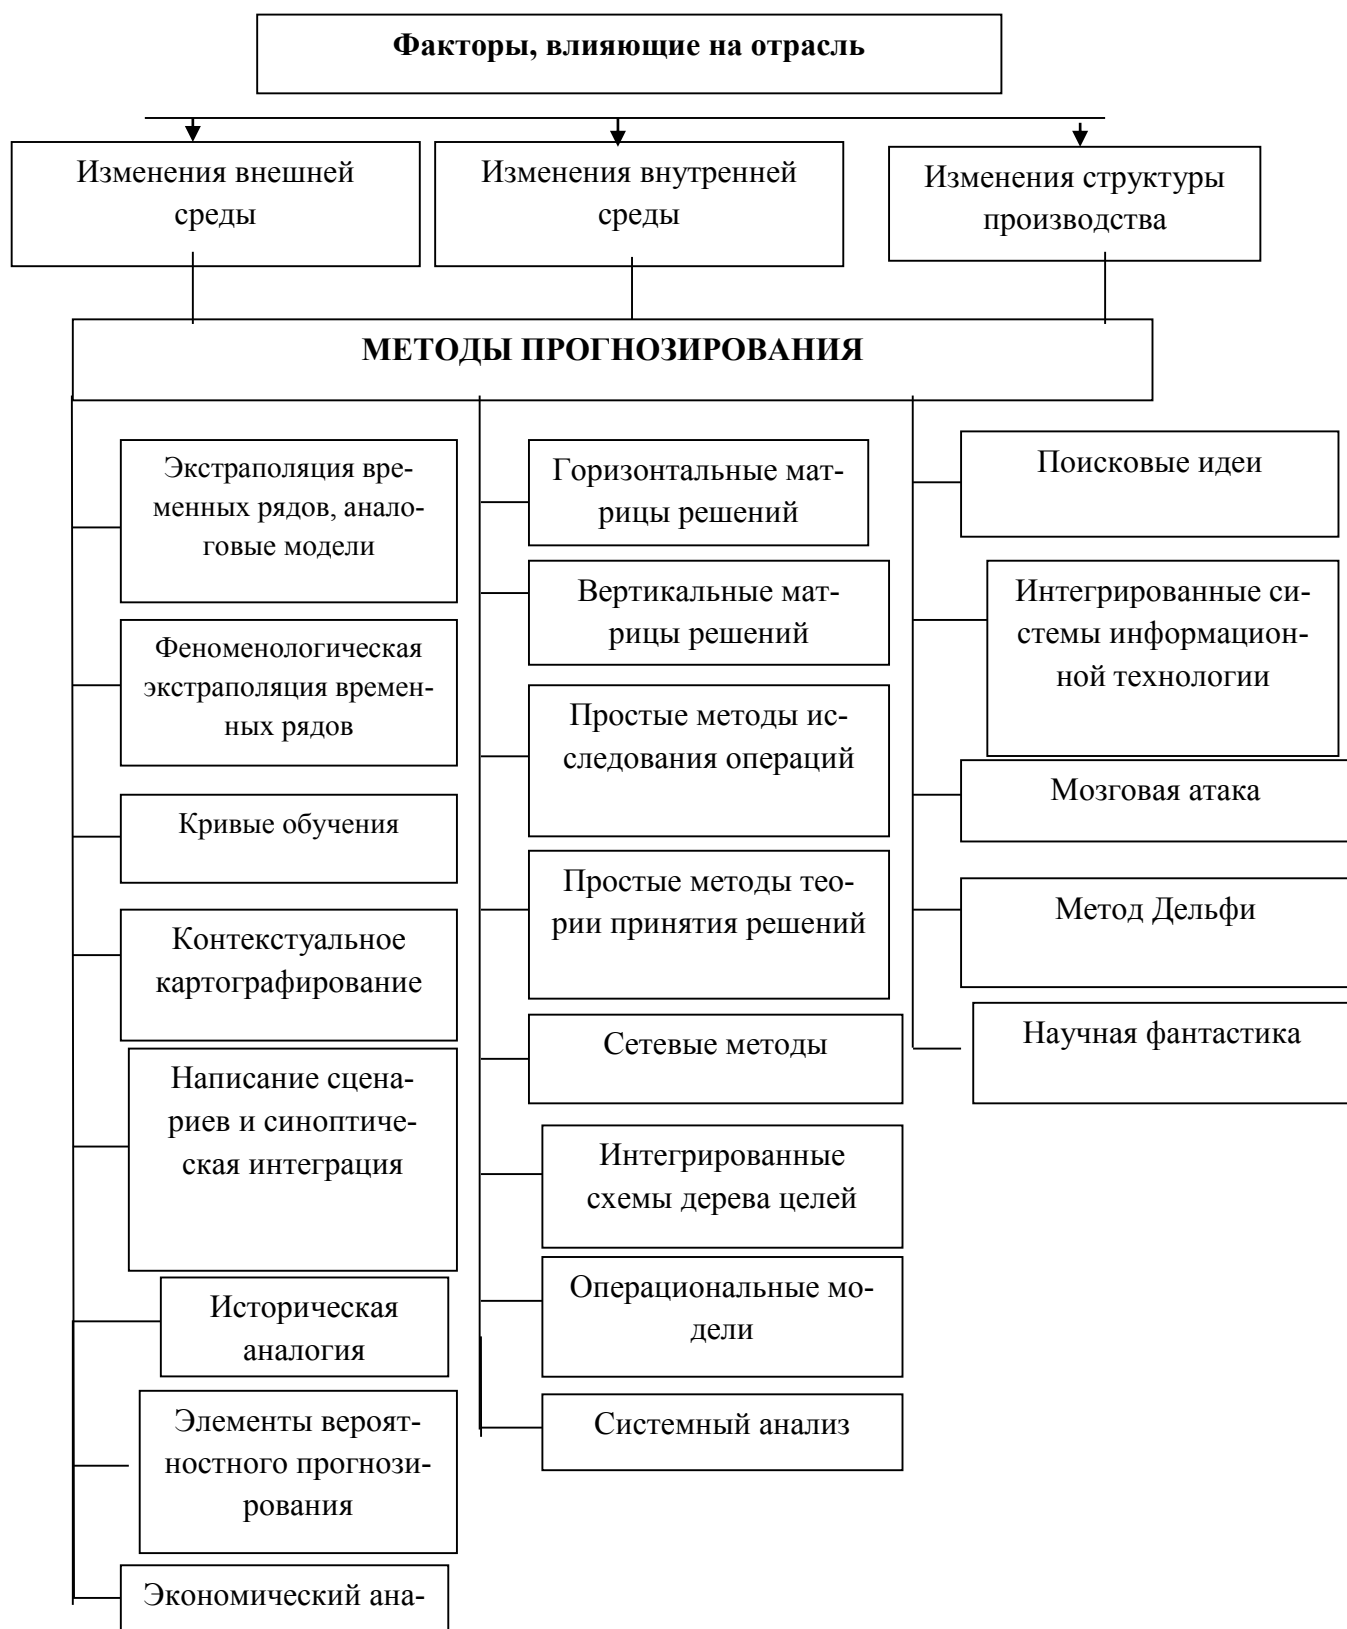 Факторы, влияющие на отрасль
Изменения внешней
среды
Изменения внутренней
среды
Изменения структуры
производства
МЕТОДЫ ПРОГНОЗИРОВАНИЯ
Экстраполяция вре-
менных рядов, анало-
говые модели
Феноменологическая
экстраполяция времен-
ных рядов
Кривые обучения
Контекстуальное
картографирование
Написание сцена-
риев и синоптиче-
ская интеграция
Историческая
аналогия
Элементы вероят-
ностного прогнози-
рования
Экономический ана-
Горизонтальные мат-
рицы решений
Вертикальные мат-
рицы решений
Простые методы ис-
следования операций
Простые методы тео-
рии принятия решений
Сетевые методы
Интегрированные
схемы дерева целей
Операциональные мо-
дели
Системный анализ
Поисковые идеи
Интегрированные си-
стемы информацион-
ной технологии
Мозговая атака
Метод Дельфи
Научная фантастика